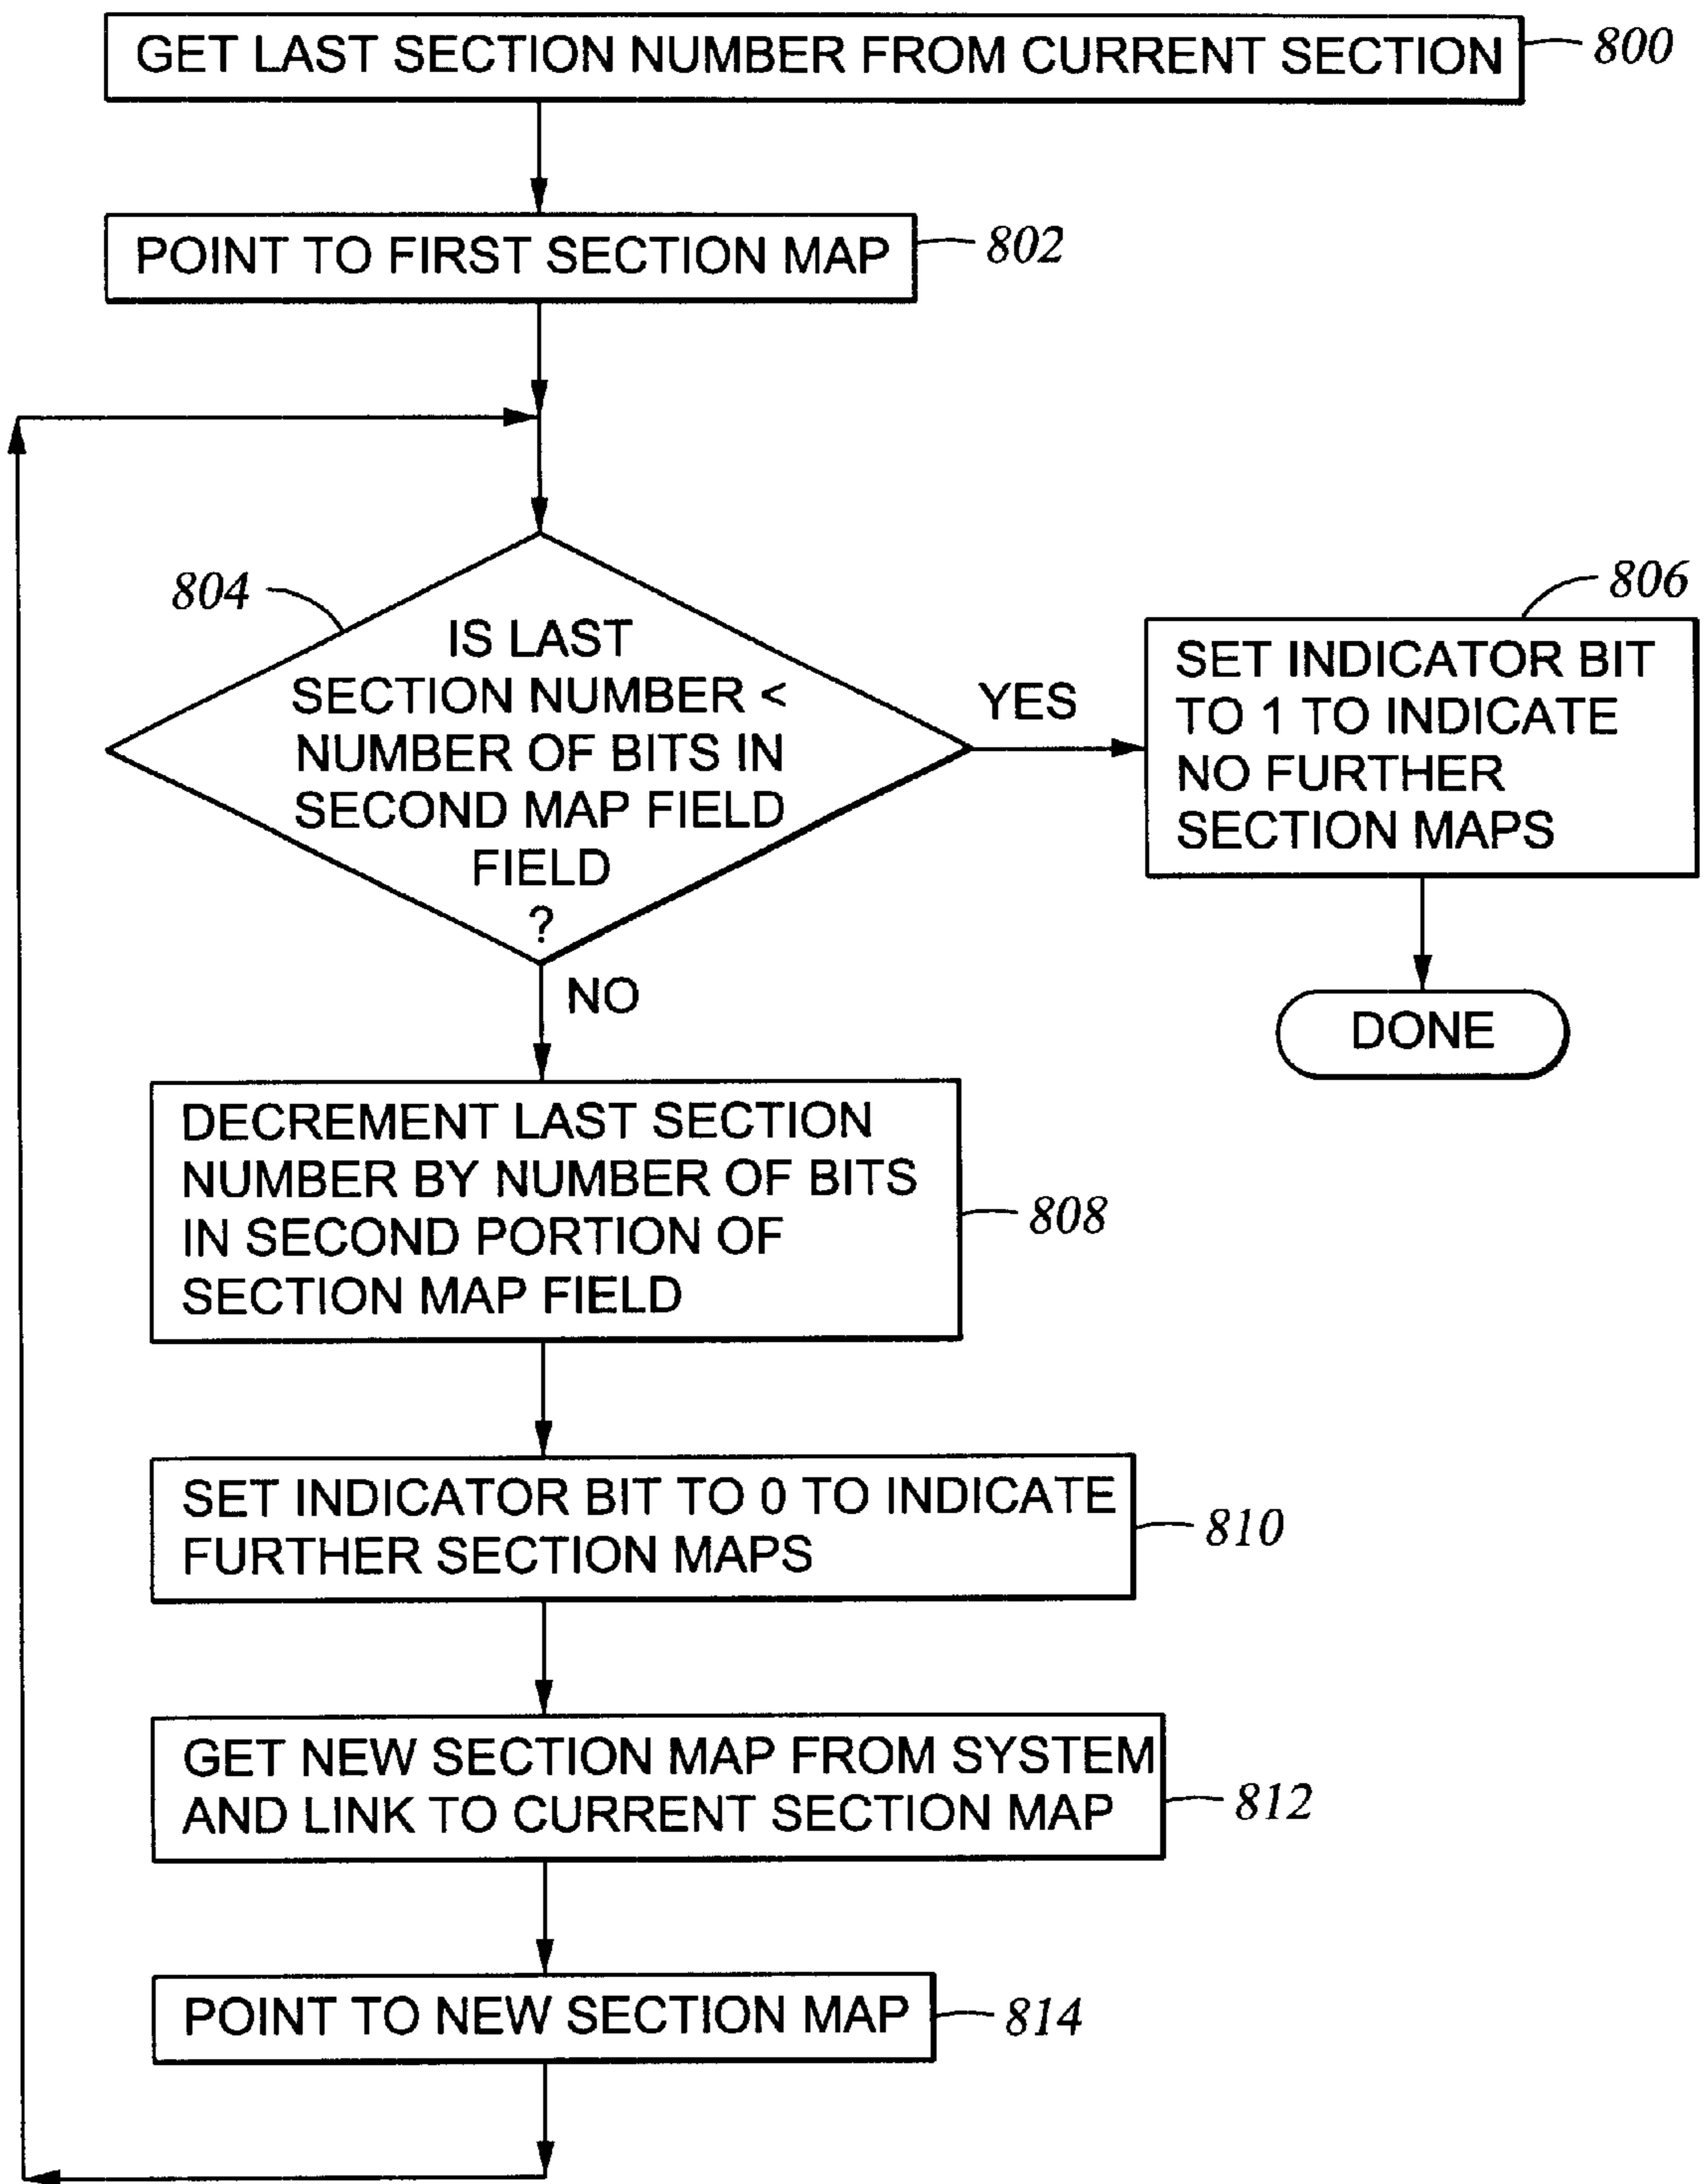 GET LAST SECTION NUMBER FROM CURRENT SECTION
800
POINT TO FIRST SECTION MAP
802
804
IS LAST
SECTION NUMBER <
NUMBER OF BITS IN
SECOND MAP FIELD
FIELD
?
YES
806
SET INDICATOR BIT
TO 1 TO INDICATE
NO FURTHER
SECTION MAPS
DONE
NO
DECREMENT LAST SECTION
NUMBER BY NUMBER OF BITS
IN SECOND PORTION OF
SECTION MAP FIELD
808
SET INDICATOR BIT TO 0 TO INDICATE
FURTHER SECTION MAPS
810
GET NEW SECTION MAP FROM SYSTEM
AND LINK TO CURRENT SECTION MAP
812
POINT TO NEW SECTION MAP
814